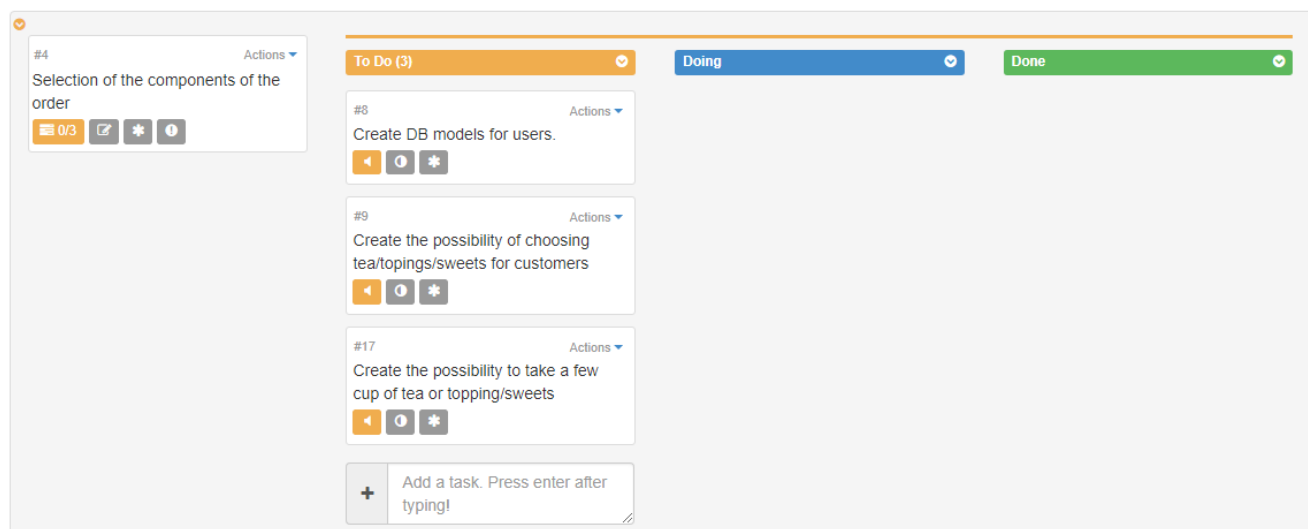 #4 Actions
Selection of the components of the
order
0/3
To Do (3)
Doing
Done
#8 Actions
Create DB models for users.
#9 Actions
Create the possibility of choosing
tea/topings/sweets for customers
#17 Actions
Create the possibility to take a few
cup of tea or topping/sweets
Add a task. Press enter after
typing!